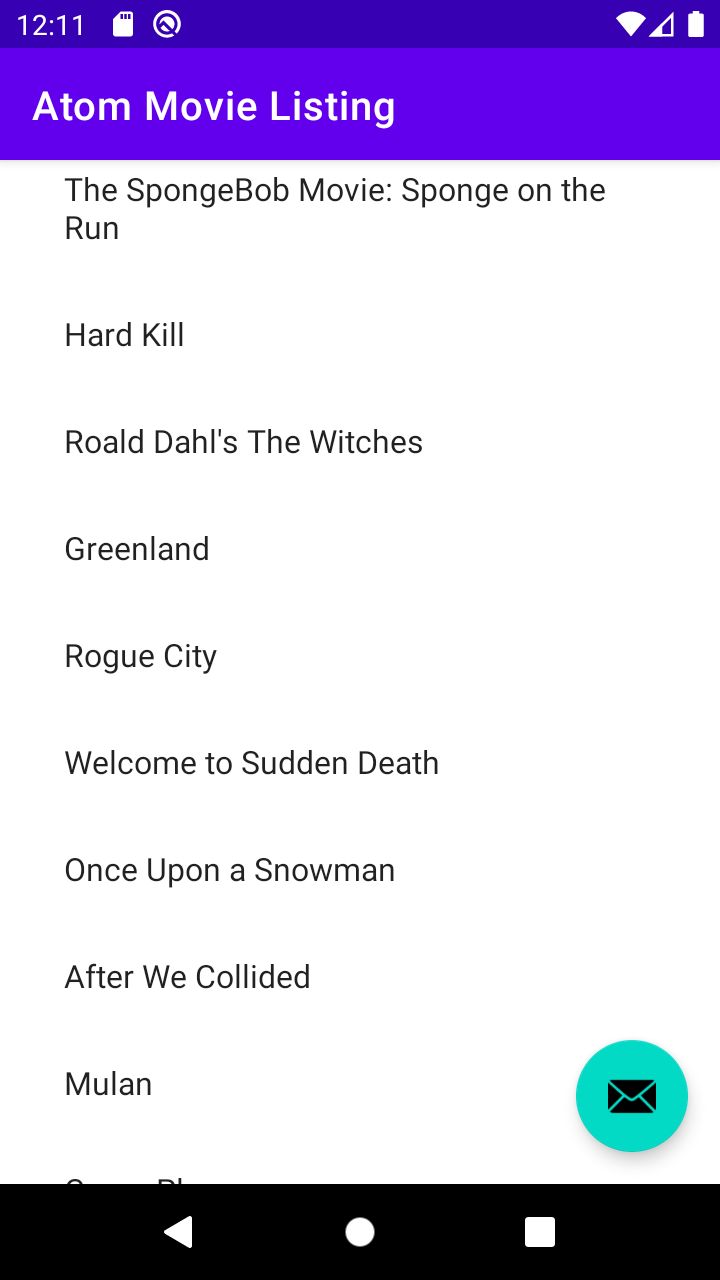 12:11
Atom Movie Listing
The SpongeBob Movie: Sponge on the
Run
Hard Kill
Roald Dahl's The Witches
Greenland
Rogue City
Welcome to Sudden Death
Once Upon a Snowman
After We Collided
Mulan